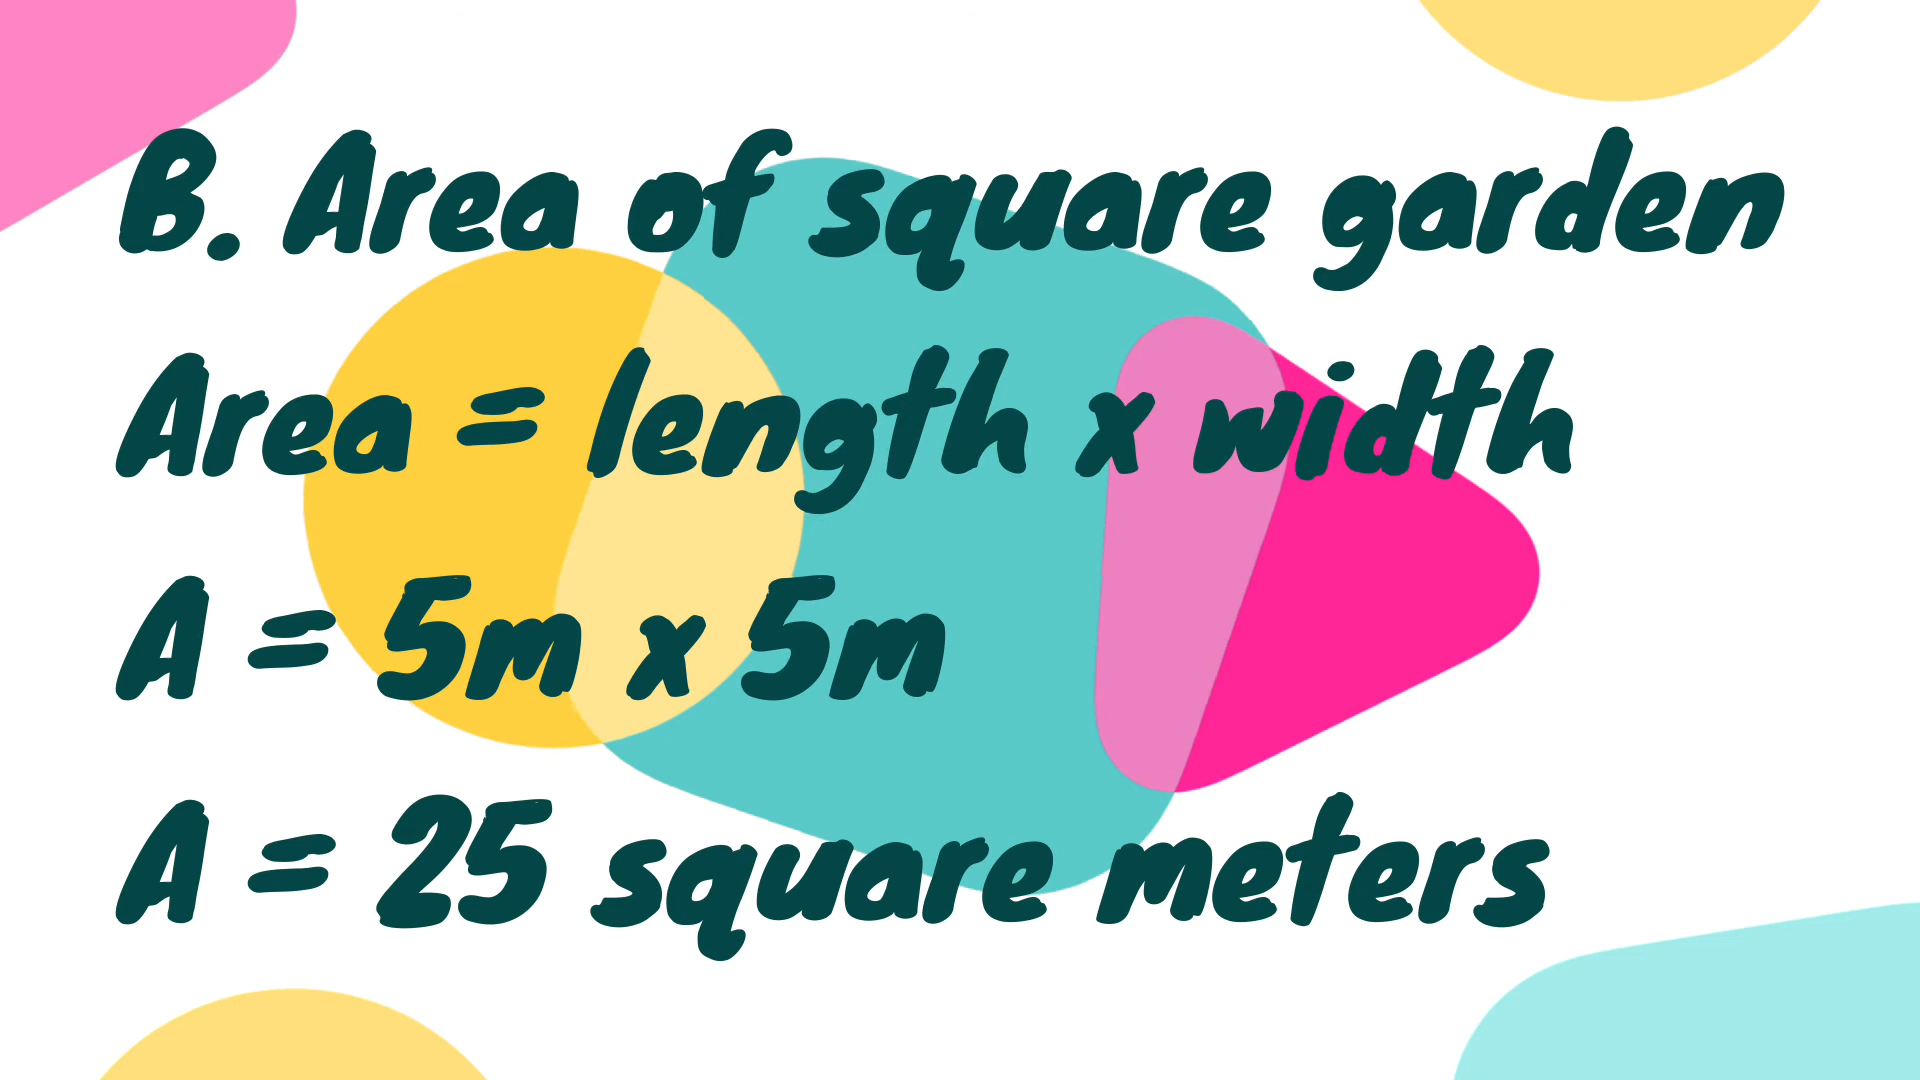 B. Area of square garden
Area = length x width
A = 5m x 5m
A = 25 square meters